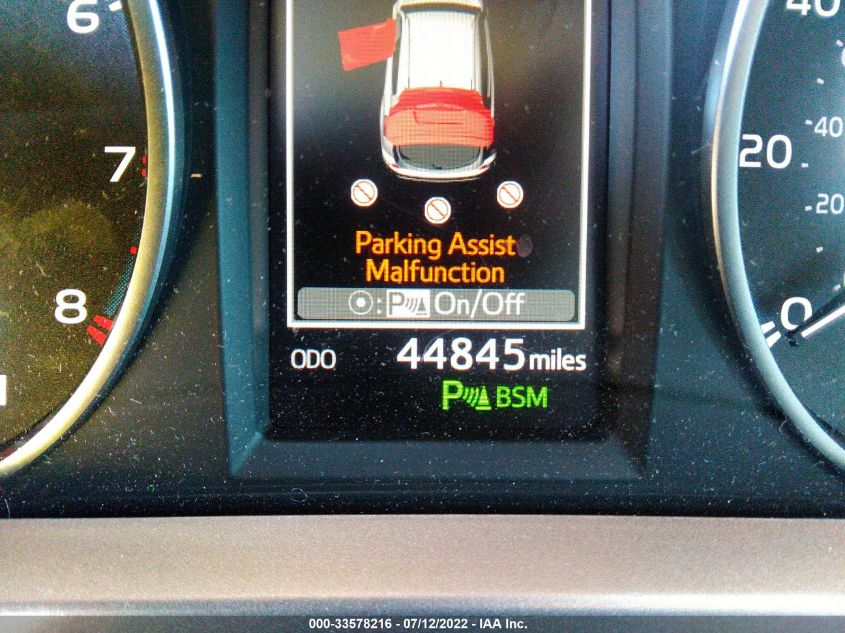 6
7
8
Parking Assist
Malfunction
: P On/Off
ODO 44845 miles
P BSM
40
20
0
40
20
000-33578216 - 07/12/2022 - IAA Inc.